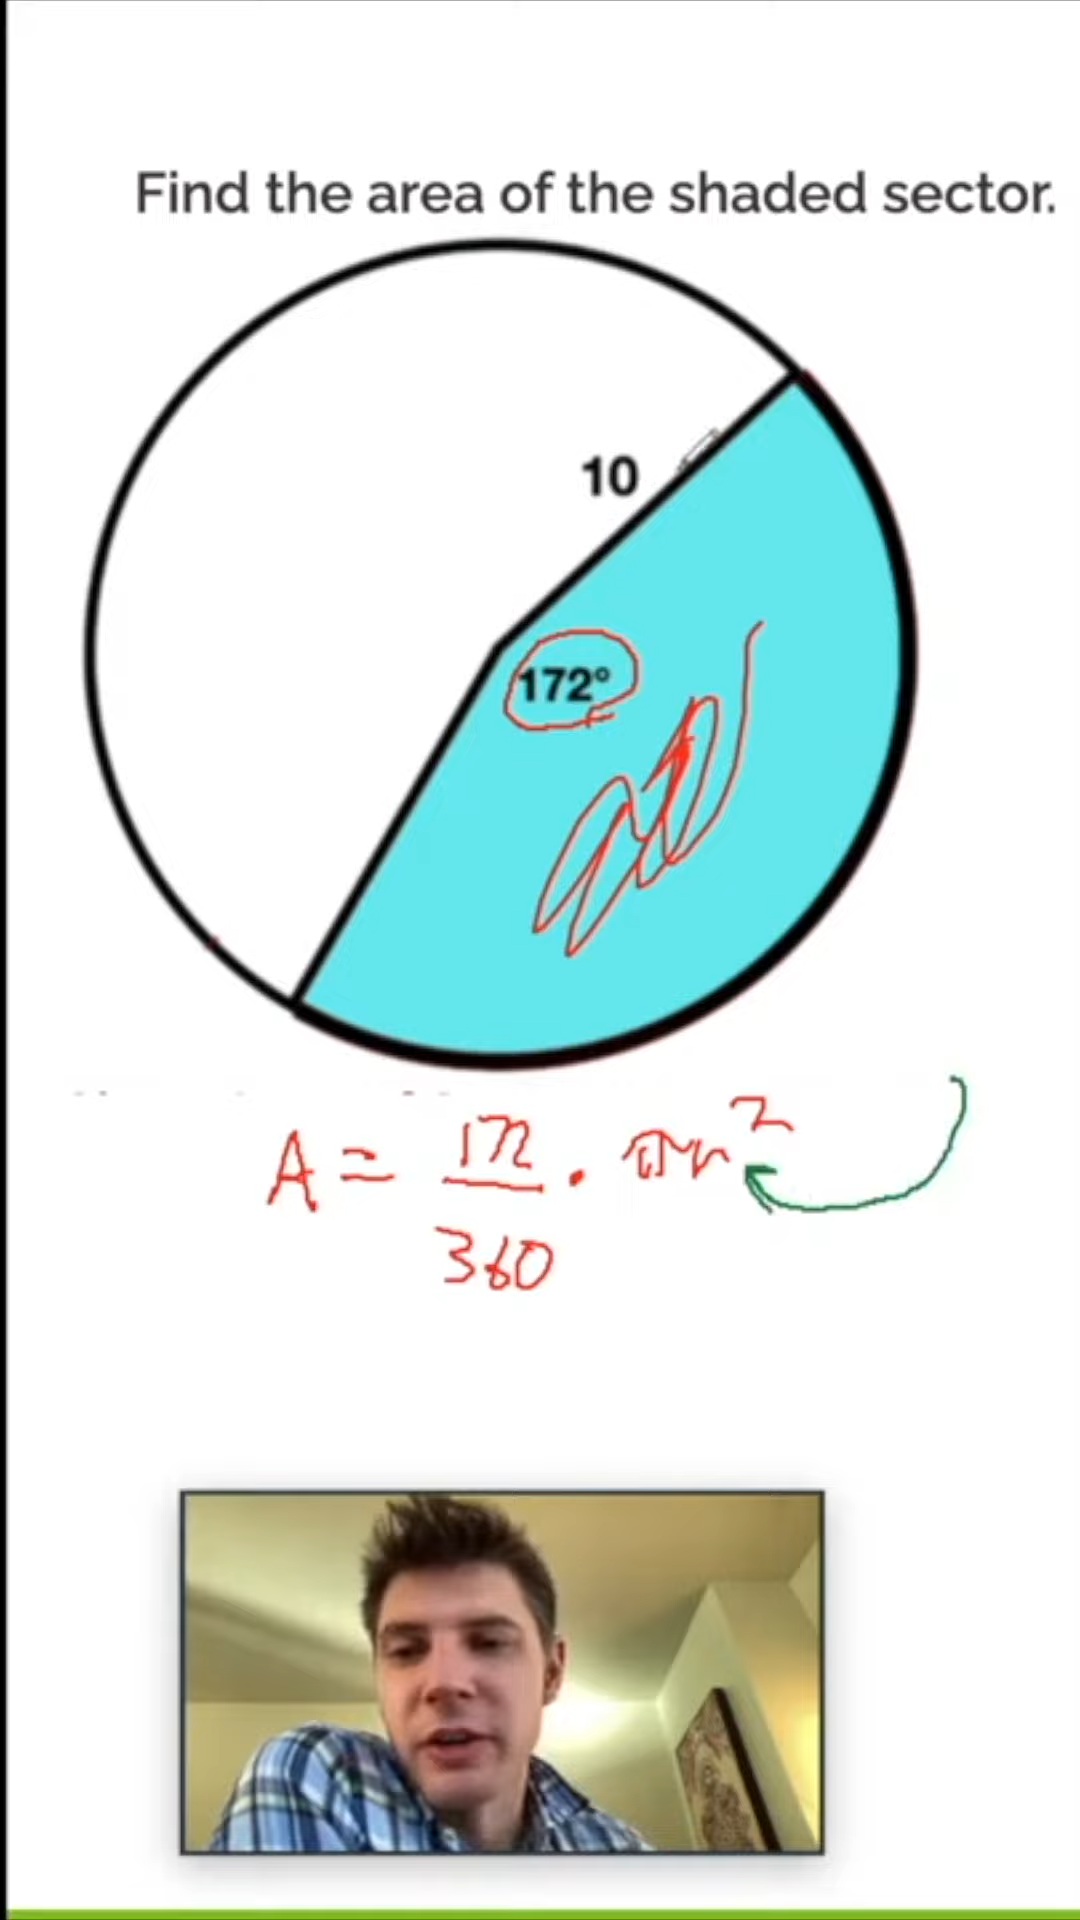 Find the area of the shaded sector.
10
172°
A = 172/360 · πr²